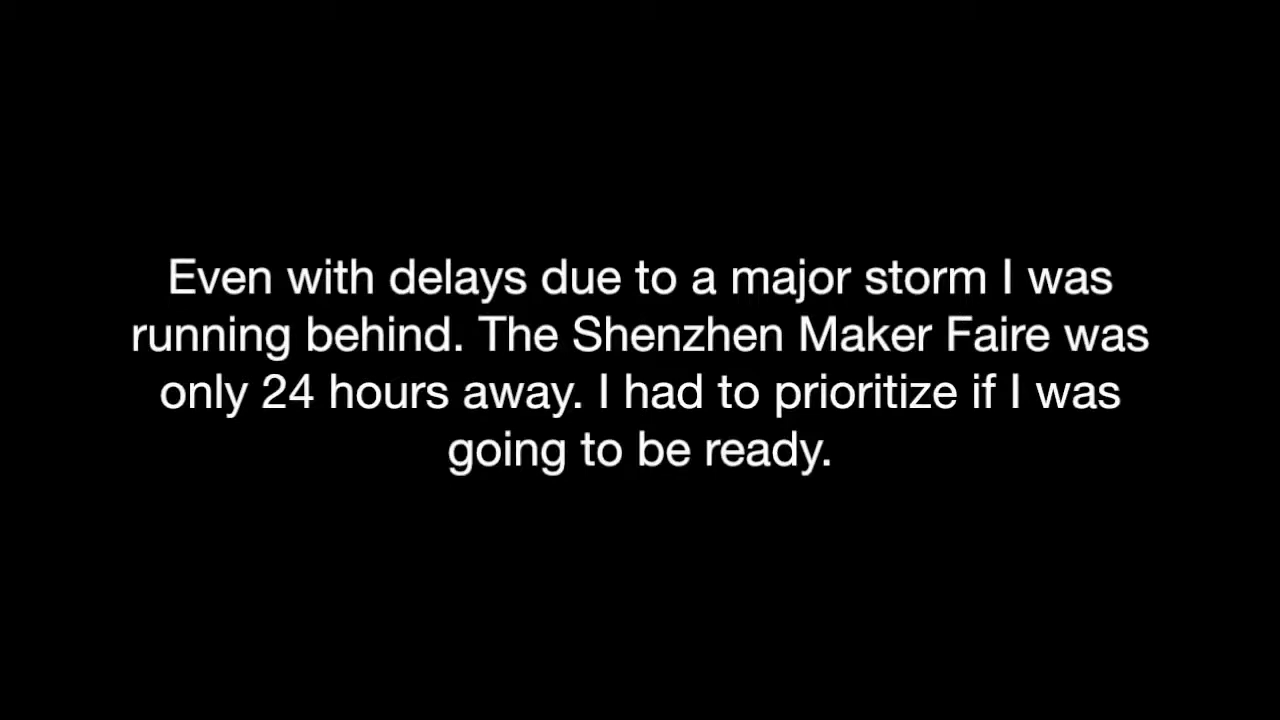 Even with delays due to a major storm I was
running behind. The Shenzhen Maker Faire was
only 24 hours away. I had to prioritize if I was
going to be ready.